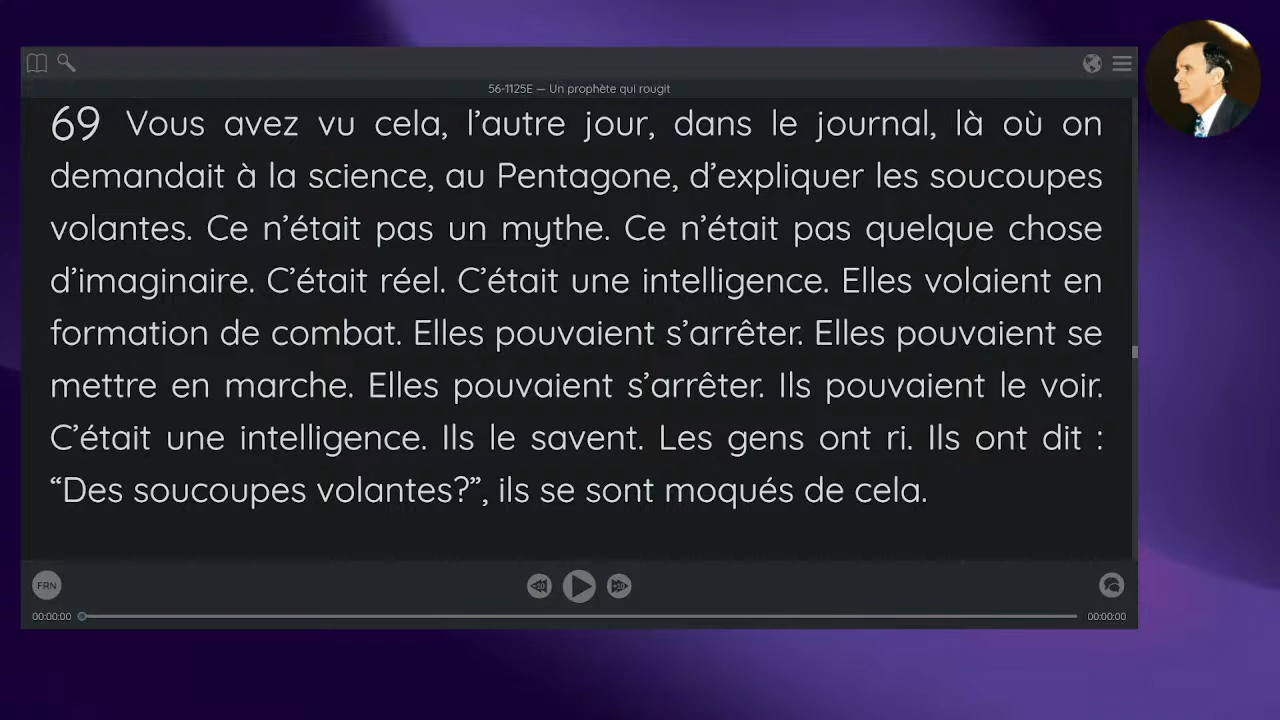 56-1125E — Un prophète qui rougit
69 Vous avez vu cela, l’autre jour, dans le journal, là où on
demandait à la science, au Pentagone, d’expliquer les soucoupes
volantes. Ce n’était pas un mythe. Ce n’était pas quelque chose
d’imaginaire. C’était réel. C’était une intelligence. Elles volaient en
formation de combat. Elles pouvaient s’arrêter. Elles pouvaient se
mettre en marche. Elles pouvaient s’arrêter. Ils pouvaient le voir.
C’était une intelligence. Ils le savent. Les gens ont ri. Ils ont dit :
“Des soucoupes volantes?”, ils se sont moqués de cela.
FRN
00:00:00 00:00:00